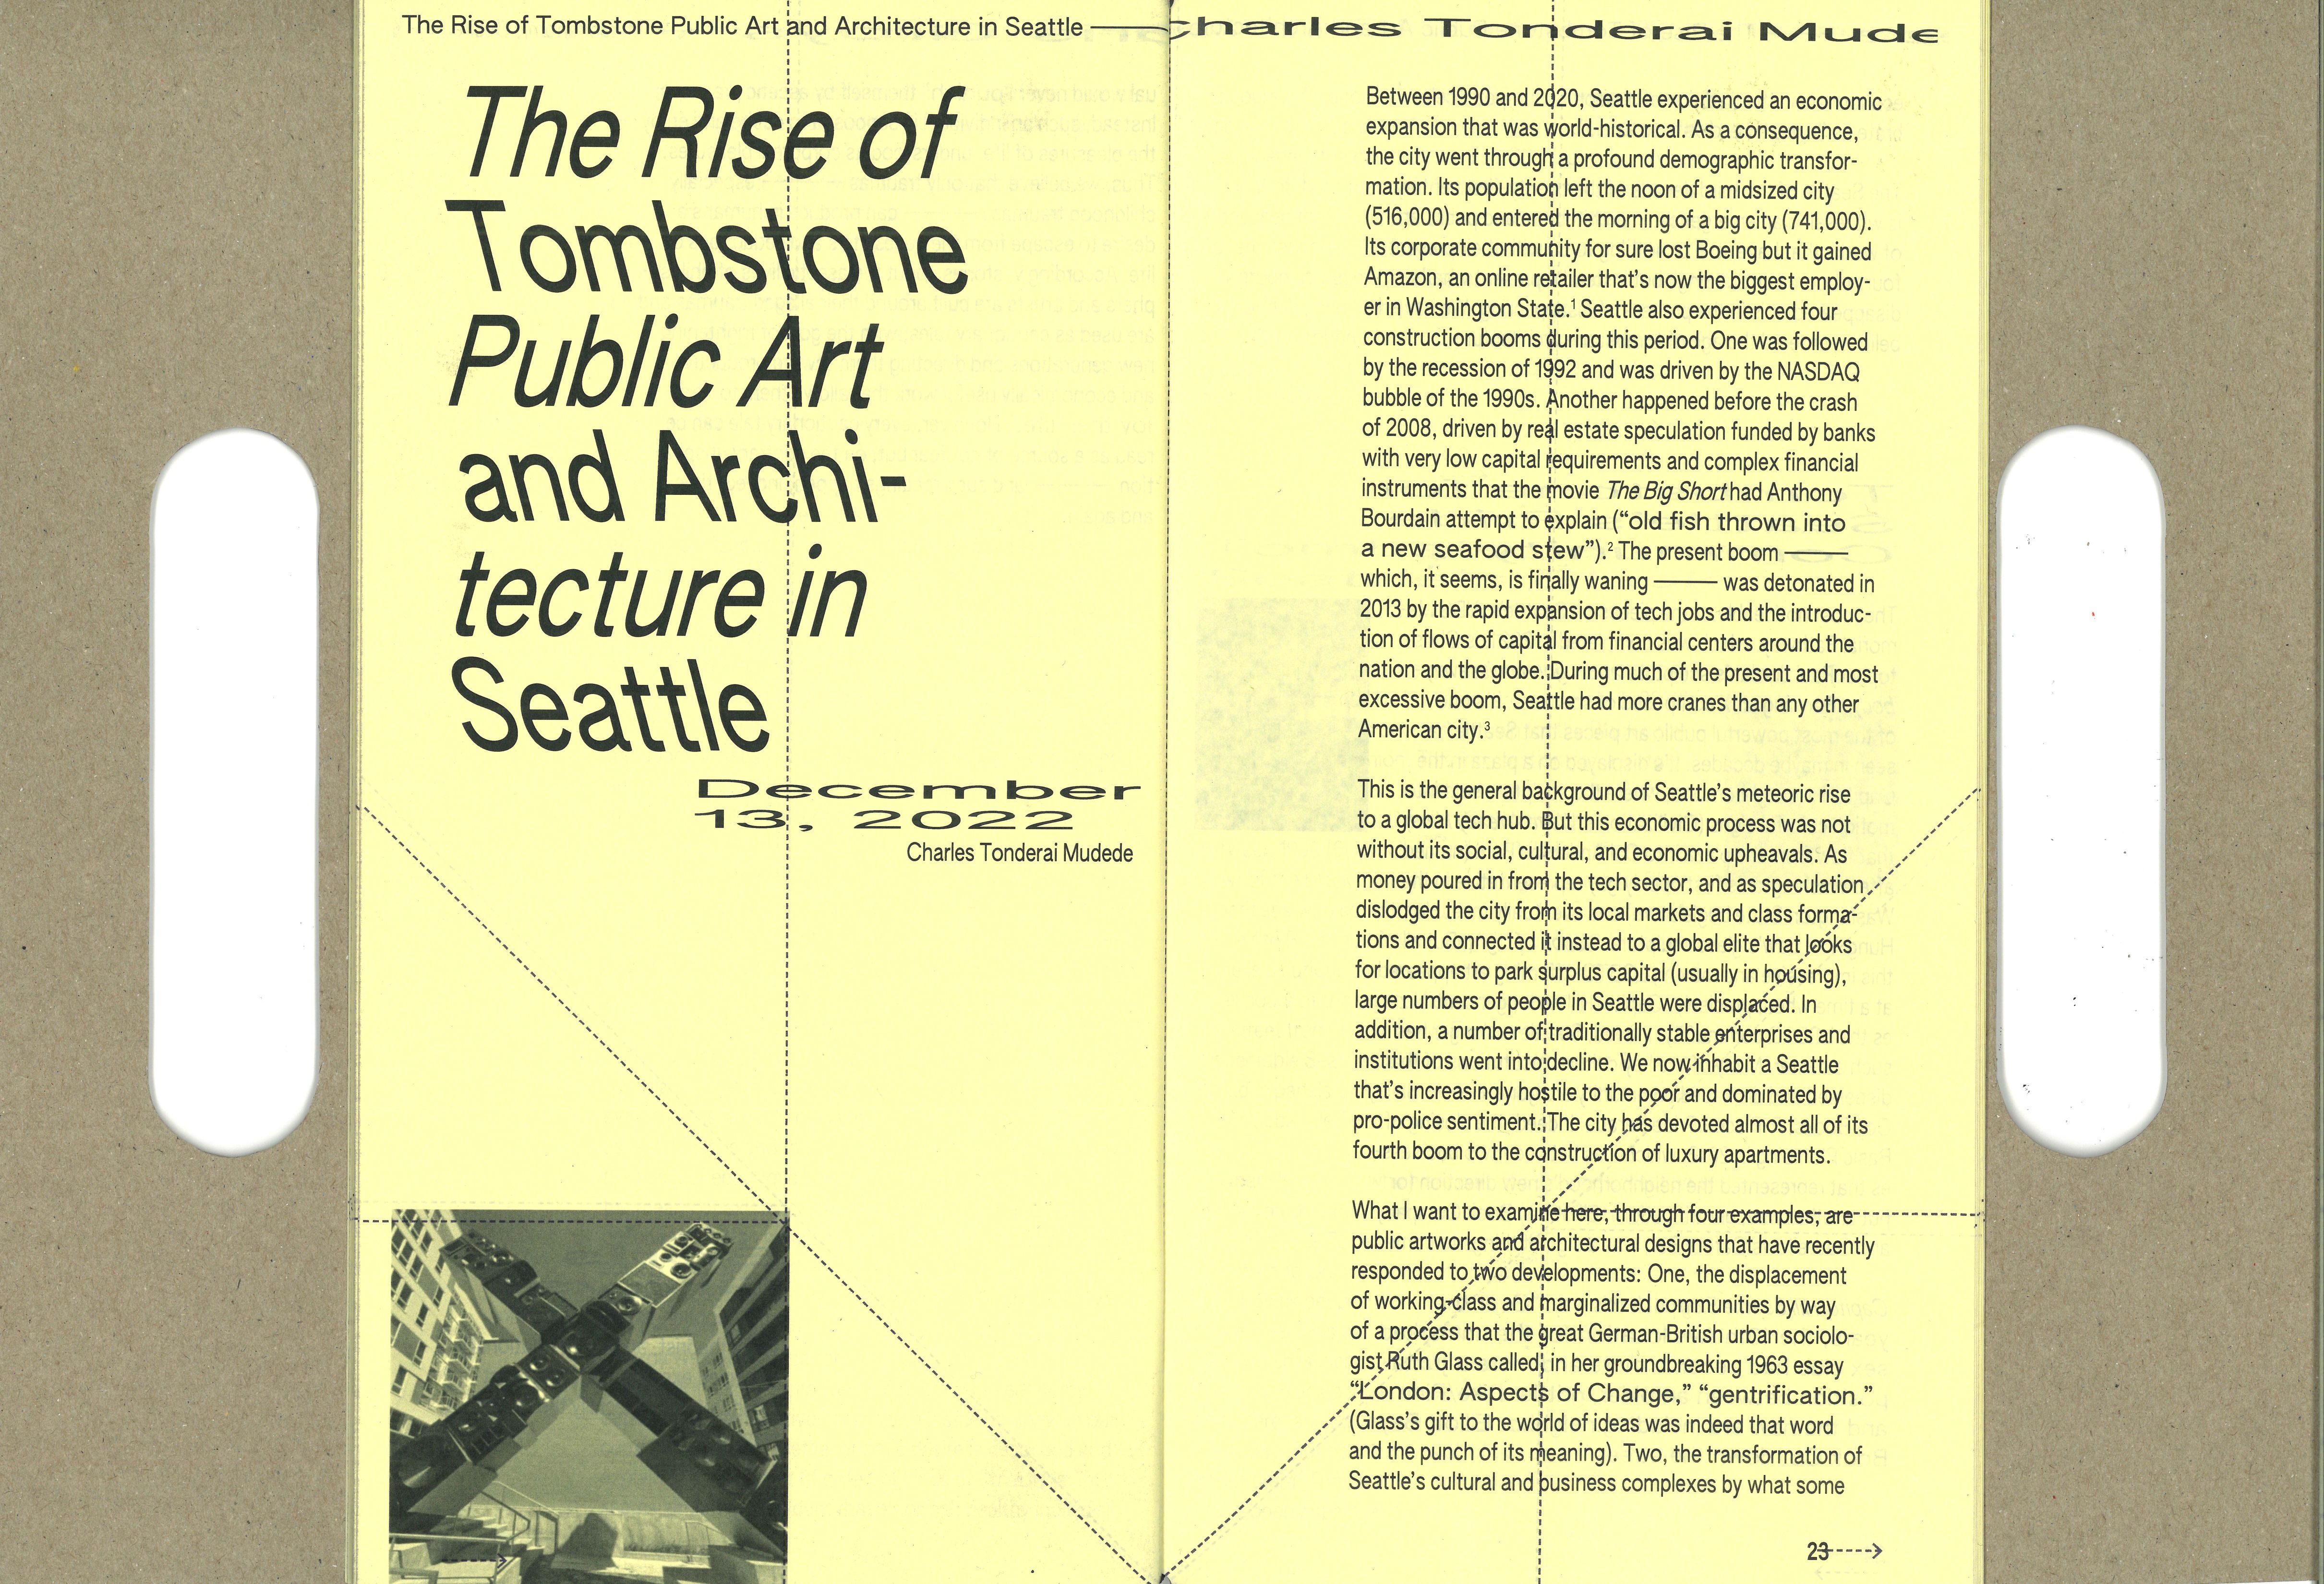 The Rise of Tombstone Public Art and Architecture in Seattle ——
Charles Tonderai Mude
The Rise of
Tombstone
Public Art
and Archi-
tecture in
Seattle
December
13, 2022
Charles Tonderai Mudede
Between 1990 and 2020, Seattle experienced an economic
expansion that was world-historical. As a consequence,
the city went through a profound demographic transfor-
mation. Its population left the noon of a midsized city
(516,000) and entered the morning of a big city (741,000).
Its corporate community for sure lost Boeing but it gained
Amazon, an online retailer that’s now the biggest employ-
er in Washington State.¹ Seattle also experienced four
construction booms during this period. One was followed
by the recession of 1992 and was driven by the NASDAQ
bubble of the 1990s. Another happened before the crash
of 2008, driven by real estate speculation funded by banks
with very low capital requirements and complex financial
instruments that the movie The Big Short had Anthony
Bourdain attempt to explain (“old fish thrown into
a new seafood stew”).² The present boom ——
which, it seems, is finally waning —— was detonated in
2013 by the rapid expansion of tech jobs and the introduc-
tion of flows of capital from financial centers around the
nation and the globe. During much of the present and most
excessive boom, Seattle had more cranes than any other
American city.³
This is the general background of Seattle’s meteoric rise
to a global tech hub. But this economic process was not
without its social, cultural, and economic upheavals. As
money poured in from the tech sector, and as speculation
dislodged the city from its local markets and class forma-
tions and connected it instead to a global elite that looks
for locations to park surplus capital (usually in housing),
large numbers of people in Seattle were displaced. In
addition, a number of traditionally stable enterprises and
institutions went into decline. We now inhabit a Seattle
that’s increasingly hostile to the poor and dominated by
pro-police sentiment. The city has devoted almost all of its
fourth boom to the construction of luxury apartments.
What I want to examine here, through four examples, are
public artworks and architectural designs that have recently
responded to two developments: One, the displacement
of working-class and marginalized communities by way
of a process that the great German-British urban sociolo-
gist Ruth Glass called, in her groundbreaking 1963 essay
“London: Aspects of Change,” “gentrification.”
(Glass’s gift to the world of ideas was indeed that word
and the punch of its meaning). Two, the transformation of
Seattle’s cultural and business complexes by what some
23